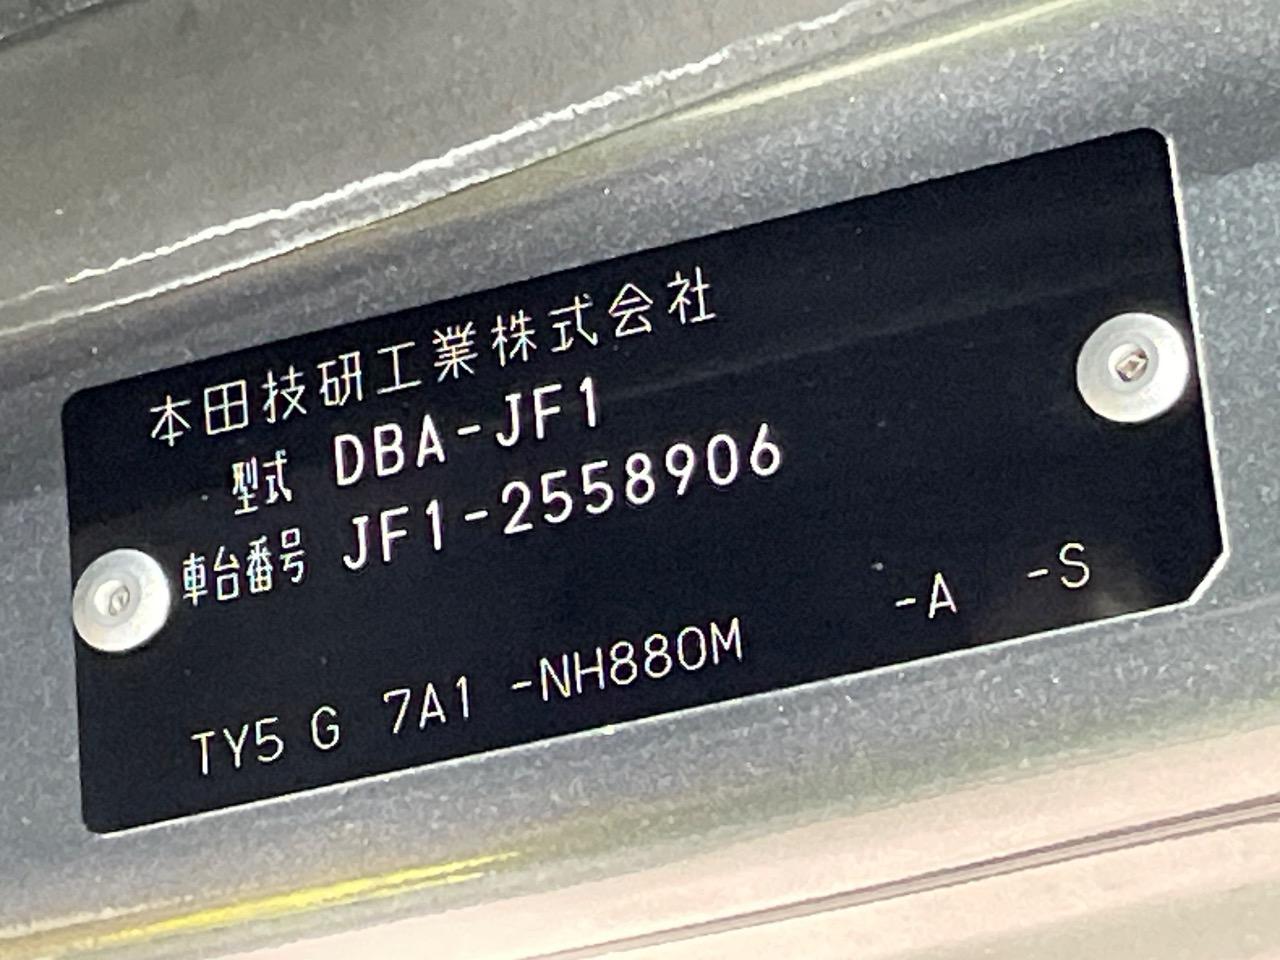 本田技研工業株式会社
型式 DBA-JF1
車台番号 JF1-2558906
TY5 G 7A1 -NH880M -A -S